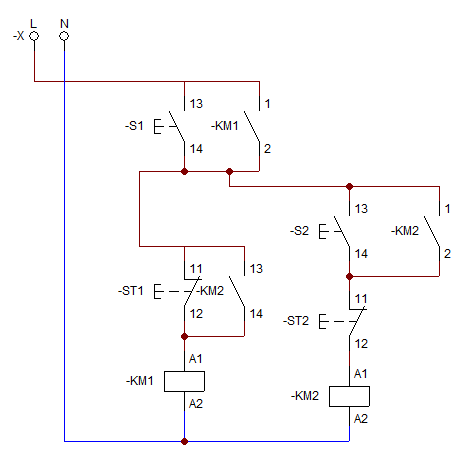 L N
-X
13 1
-S1 -KM1
14 2
13 1
-S2 -KM2
14 2
11 13
-ST1 -KM2
12 14
11
-ST2
12
A1
-KM1
A2
A1
-KM2
A2